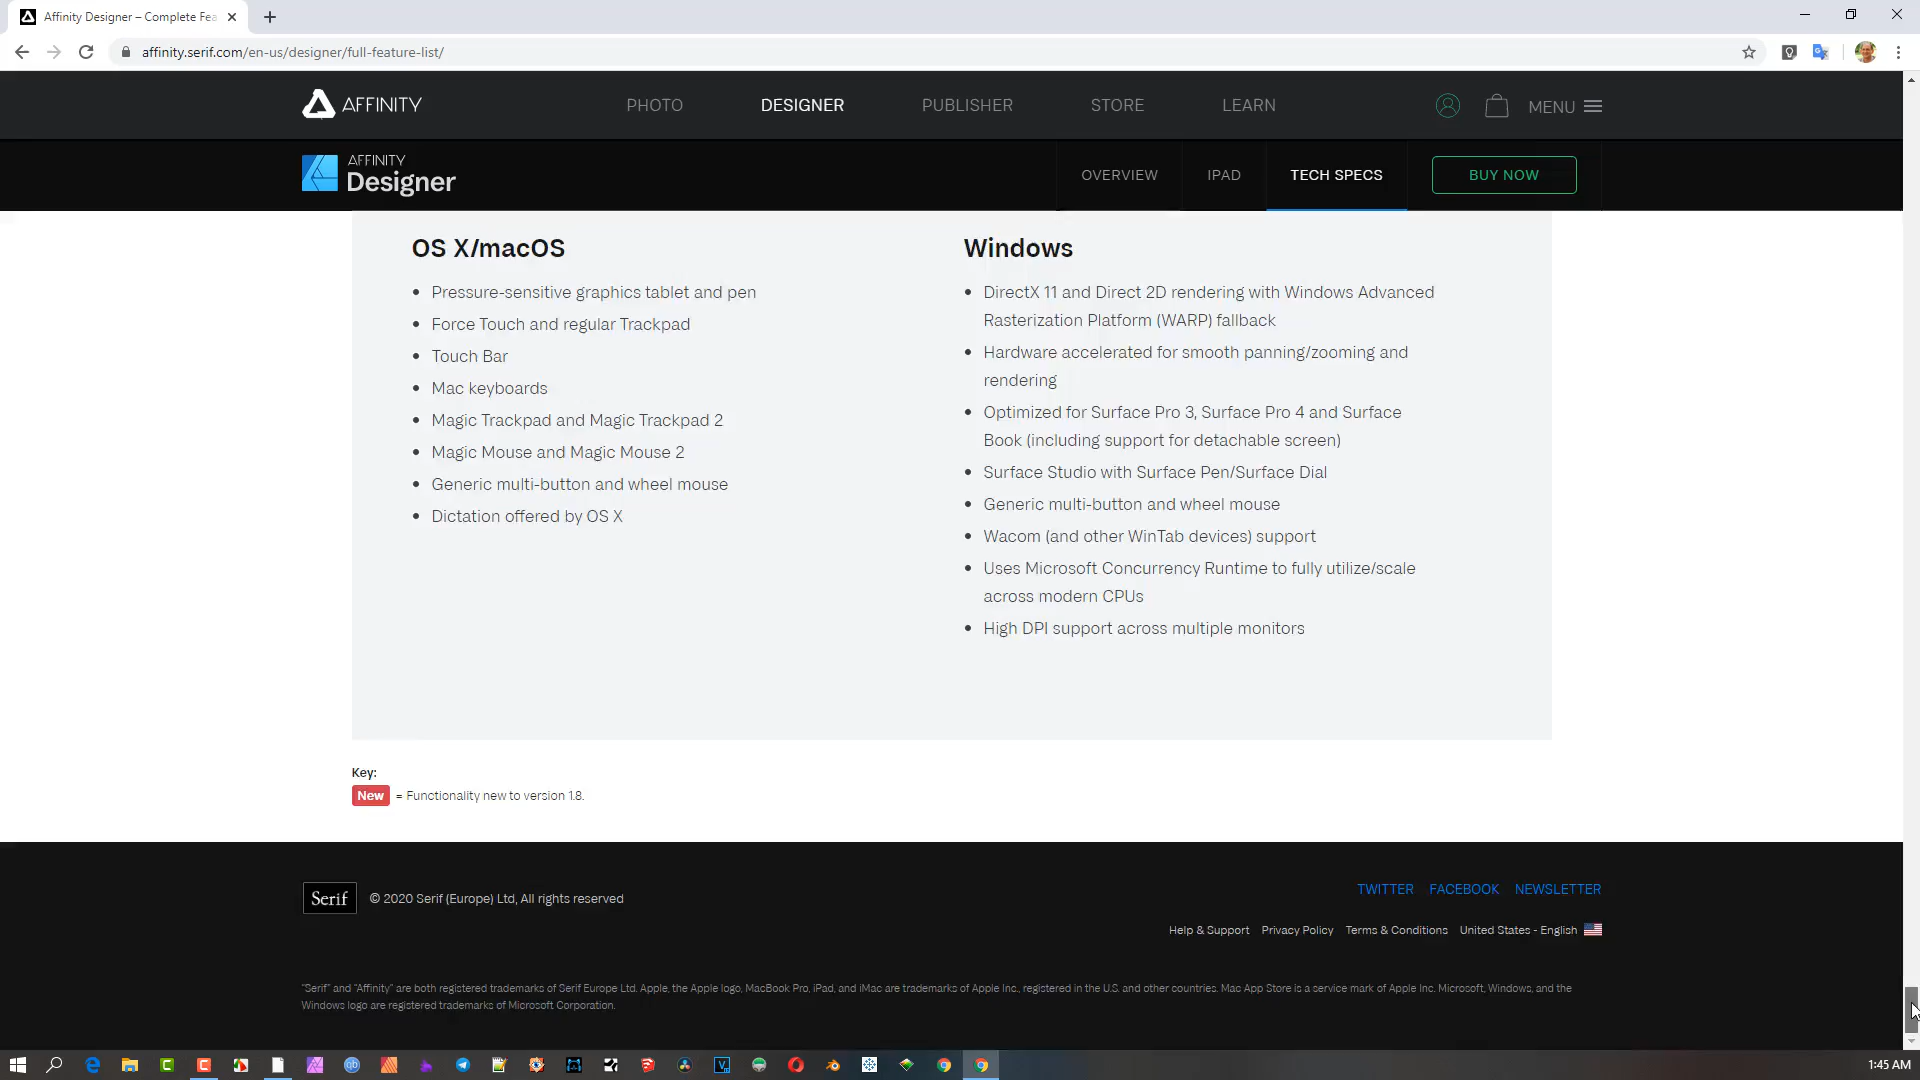 Affinity Designer – Complete Fea
affinity.serif.com/en-us/designer/full-feature-list/
AFFINITY
PHOTO
DESIGNER
PUBLISHER
STORE
LEARN
MENU
AFFINITY
Designer
OVERVIEW
IPAD
TECH SPECS
BUY NOW
OS X/macOS
• Pressure-sensitive graphics tablet and pen
• Force Touch and regular Trackpad
• Touch Bar
• Mac keyboards
• Magic Trackpad and Magic Trackpad 2
• Magic Mouse and Magic Mouse 2
• Generic multi-button and wheel mouse
• Dictation offered by OS X
Windows
• DirectX 11 and Direct 2D rendering with Windows Advanced
Rasterization Platform (WARP) fallback
• Hardware accelerated for smooth panning/zooming and
rendering
• Optimized for Surface Pro 3, Surface Pro 4 and Surface
Book (including support for detachable screen)
• Surface Studio with Surface Pen/Surface Dial
• Generic multi-button and wheel mouse
• Wacom (and other WinTab devices) support
• Uses Microsoft Concurrency Runtime to fully utilize/scale
across modern CPUs
• High DPI support across multiple monitors
Key:
New = Functionality new to version 1.8.
Serif © 2020 Serif (Europe) Ltd, All rights reserved
TWITTER FACEBOOK NEWSLETTER
Help & Support Privacy Policy Terms & Conditions United States - English
"Serif" and "Affinity" are both registered trademarks of Serif Europe Ltd. Apple, the Apple logo, MacBook Pro, iPad, and iMac are trademarks of Apple Inc., registered in the U.S. and other countries. Mac App Store is a service mark of Apple Inc. Microsoft, Windows, and the
Windows logo are registered trademarks of Microsoft Corporation.
1:45 AM